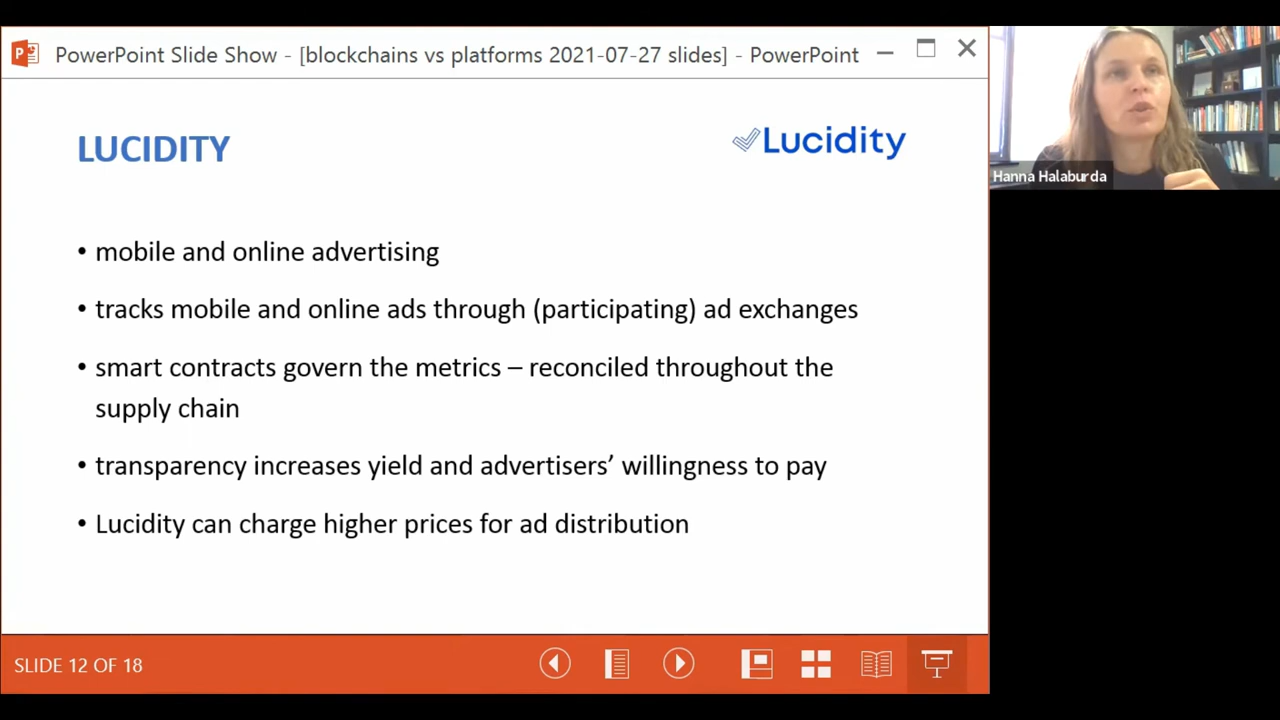 PowerPoint Slide Show - [blockchains vs platforms 2021-07-27 slides] - PowerPoint
LUCIDITY
Lucidity
Hanna Halaburda
• mobile and online advertising
• tracks mobile and online ads through (participating) ad exchanges
• smart contracts govern the metrics – reconciled throughout the
supply chain
• transparency increases yield and advertisers’ willingness to pay
• Lucidity can charge higher prices for ad distribution
SLIDE 12 OF 18